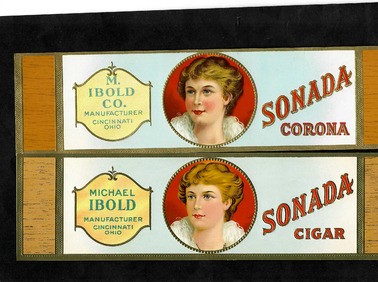 M.
IBOLD
CO.
MANUFACTURER
CINCINNATI
OHIO
SONADA
CORONA
MICHAEL
IBOLD
MANUFACTURER
CINCINNATI
OHIO
SONADA
CIGAR